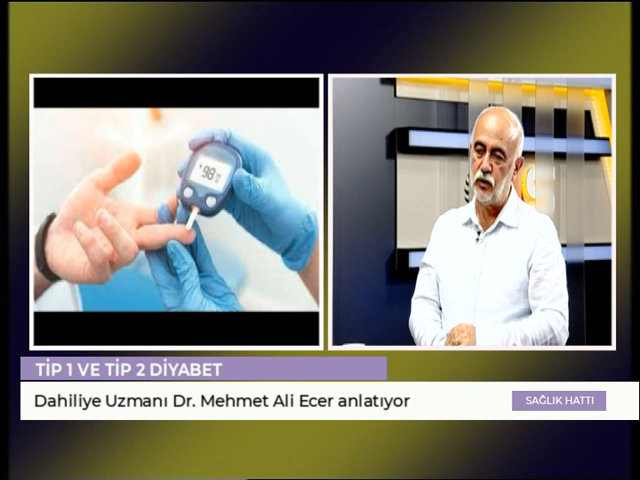 98
TİP 1 VE TİP 2 DİYABET
Dahiliye Uzmanı Dr. Mehmet Ali Ecer anlatıyor
SAĞLIK HATTI